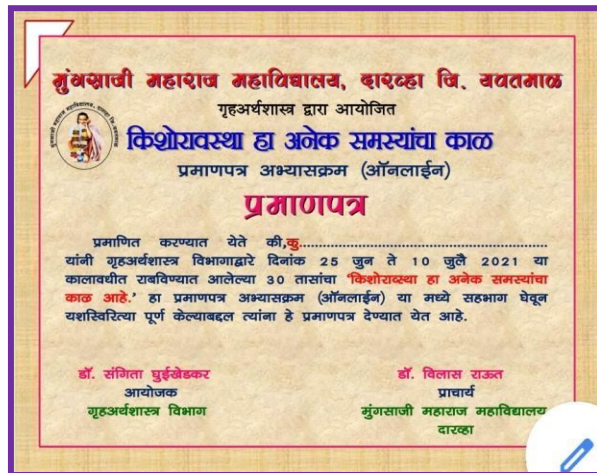 मुंगसाजी महाराज महाविद्यालय, दारव्हा जि. यवतमाळ
गृहअर्थशास्त्र द्वारा आयोजित
किशोरावस्था हा अनेक समस्यांचा काळ
प्रमाणपत्र अभ्यासक्रम (ऑनलाईन)
प्रमाणपत्र
प्रमाणित करण्यात येते की,कु..........................................................
यांनी गृहअर्थशास्त्र विभागाद्वारे दिनांक 25 जुन ते 10 जुलै 2021 या
कालावधीत राबविण्यात आलेल्या 30 तासांचा 'किशोराव्स्था हा अनेक समस्यांचा
काळ आहे.' हा प्रमाणपत्र अभ्यासक्रम (ऑनलाईन) या मध्ये सहभाग घेवून
यशस्विरित्या पूर्ण केल्याबद्दल त्यांना हे प्रमाणपत्र देण्यात येत आहे.
डॉ. संगिता घुईखेडकर
आयोजक
गृहअर्थशास्त्र विभाग
डॉ. विलास राऊत
प्राचार्य
मुंगसाजी महाराज महाविद्यालय
दारव्हा